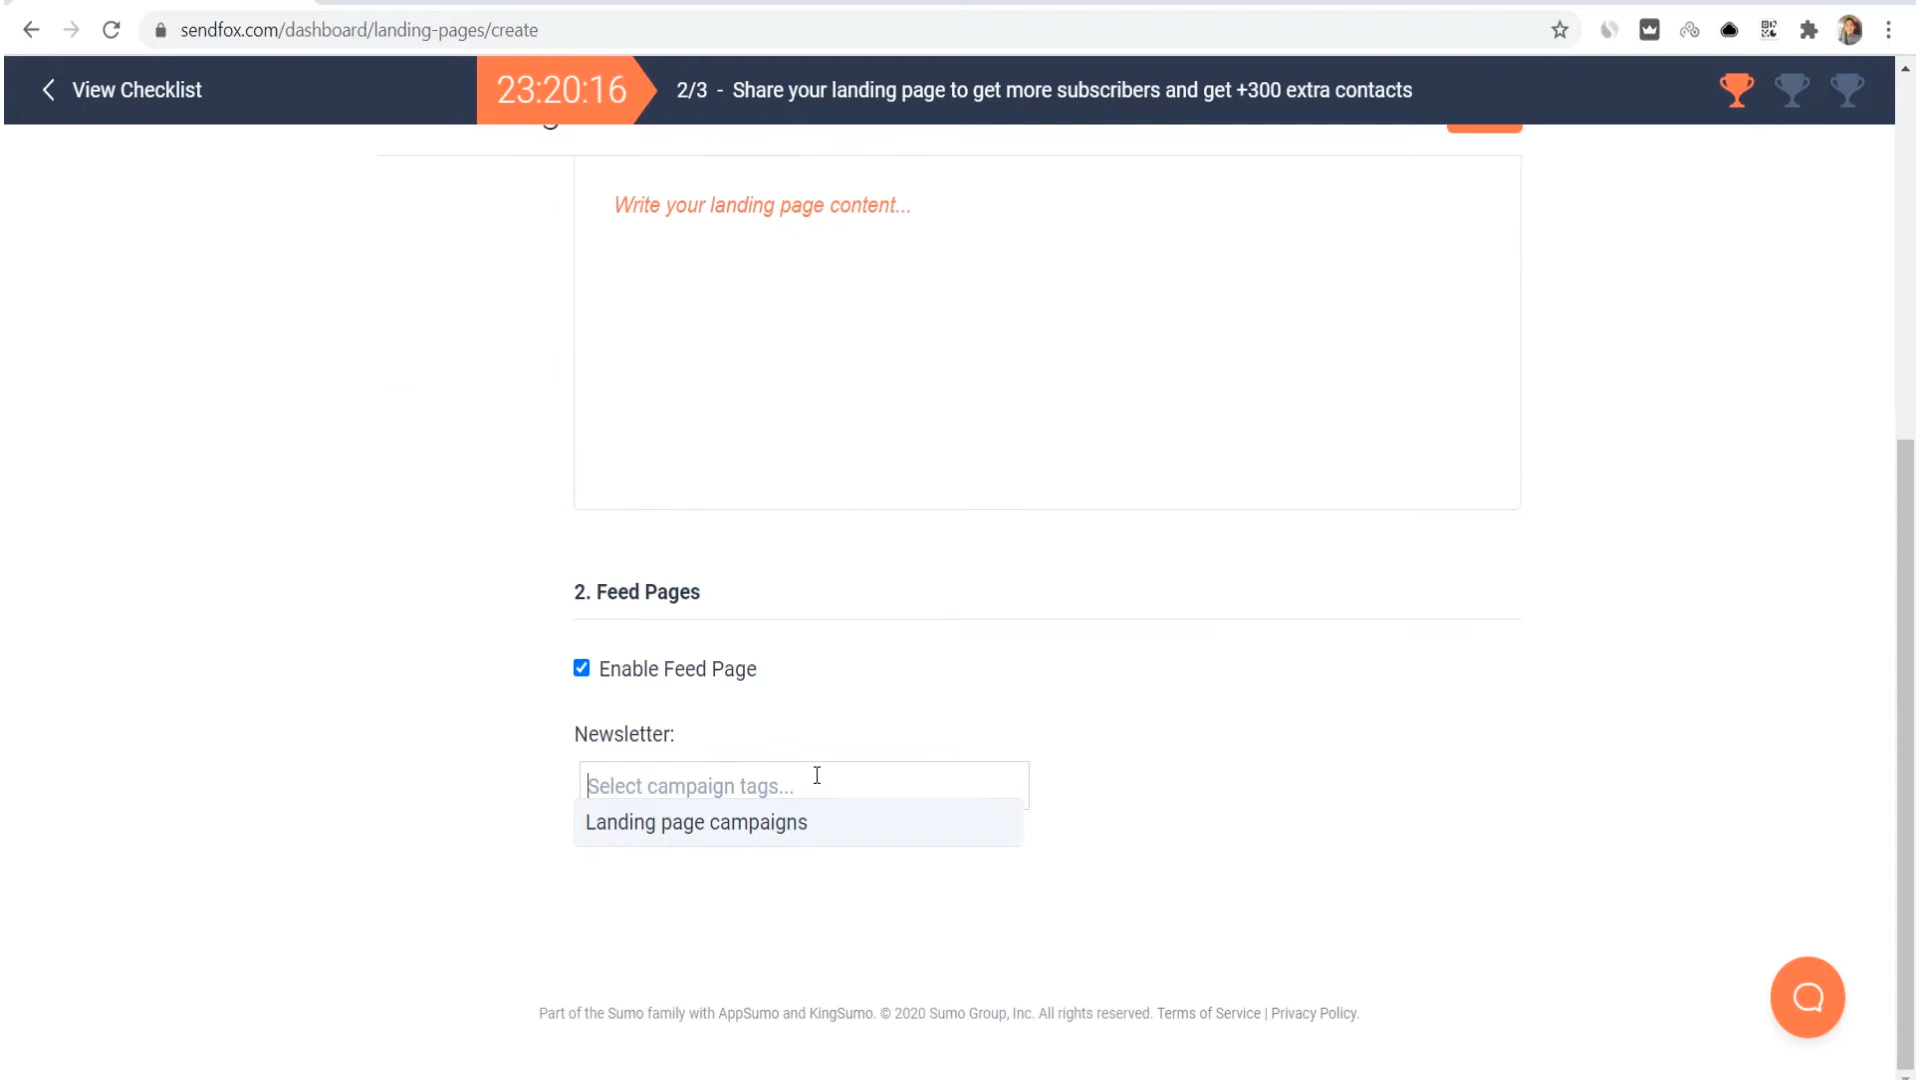 sendfox.com/dashboard/landing-pages/create
View Checklist
23:20:16
2/3 - Share your landing page to get more subscribers and get +300 extra contacts
Write your landing page content...
2. Feed Pages
Enable Feed Page
Newsletter:
Select campaign tags...
Landing page campaigns
Part of the Sumo family with AppSumo and KingSumo. © 2020 Sumo Group, Inc. All rights reserved. Terms of Service | Privacy Policy.